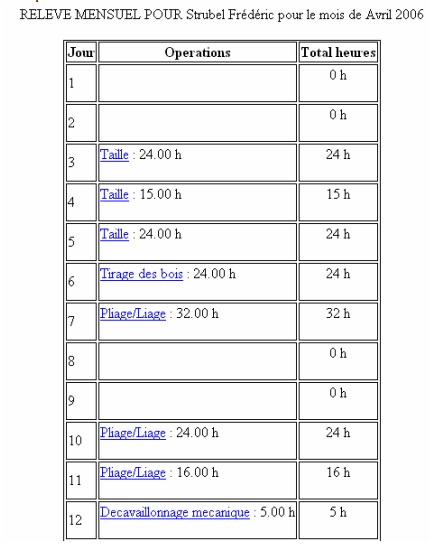 RELEVE MENSUEL POUR Strubel Frédéric pour le mois de Avril 2006
Jour Operations Total heures
1 0 h
2 0 h
3 Taille : 24.00 h 24 h
4 Taille : 15.00 h 15 h
5 Taille : 24.00 h 24 h
6 Tirage des bois : 24.00 h 24 h
7 Pliage/Liage : 32.00 h 32 h
8 0 h
9 0 h
10 Pliage/Liage : 24.00 h 24 h
11 Pliage/Liage : 16.00 h 16 h
12 Decavaillonnage mecanique : 5.00 h 5 h